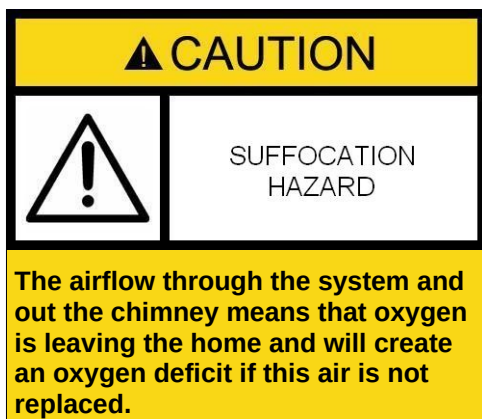 CAUTION
SUFFOCATION
HAZARD
The airflow through the system and
out the chimney means that oxygen
is leaving the home and will create
an oxygen deficit if this air is not
replaced.